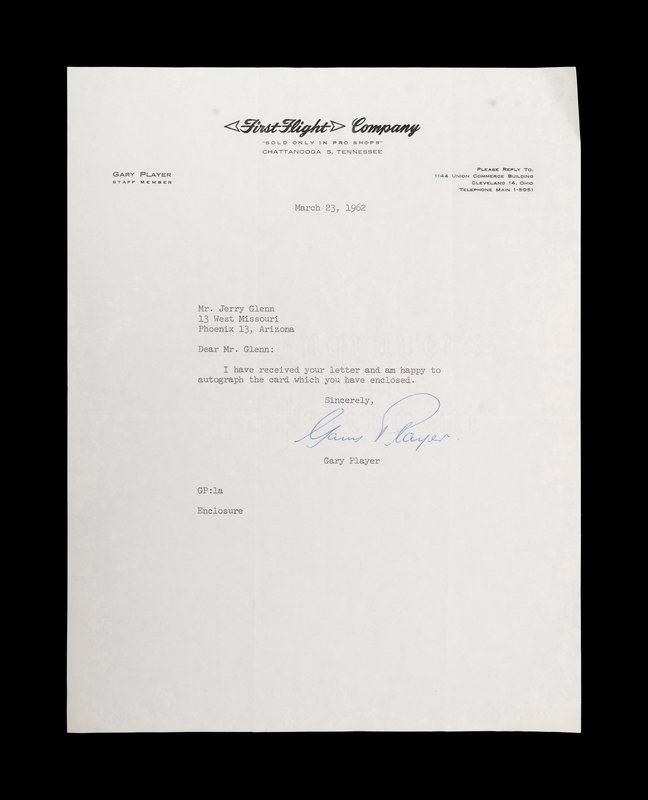 First Flight Company
"SOLD ONLY IN PRO SHOPS"
CHATTANOOGA 5, TENNESSEE
GARY PLAYER
STAFF MEMBER
PLEASE REPLY TO:
1144 UNION COMMERCE BUILDING
CLEVELAND 14, OHIO
TELEPHONE MAIN 1-5051
March 23, 1962
Mr. Jerry Glenn
13 West Missouri
Phoenix 13, Arizona
Dear Mr. Glenn:
I have received your letter and am happy to
autograph the card which you have enclosed.
Sincerely,
Gary Player.
Gary Player
GP:la
Enclosure